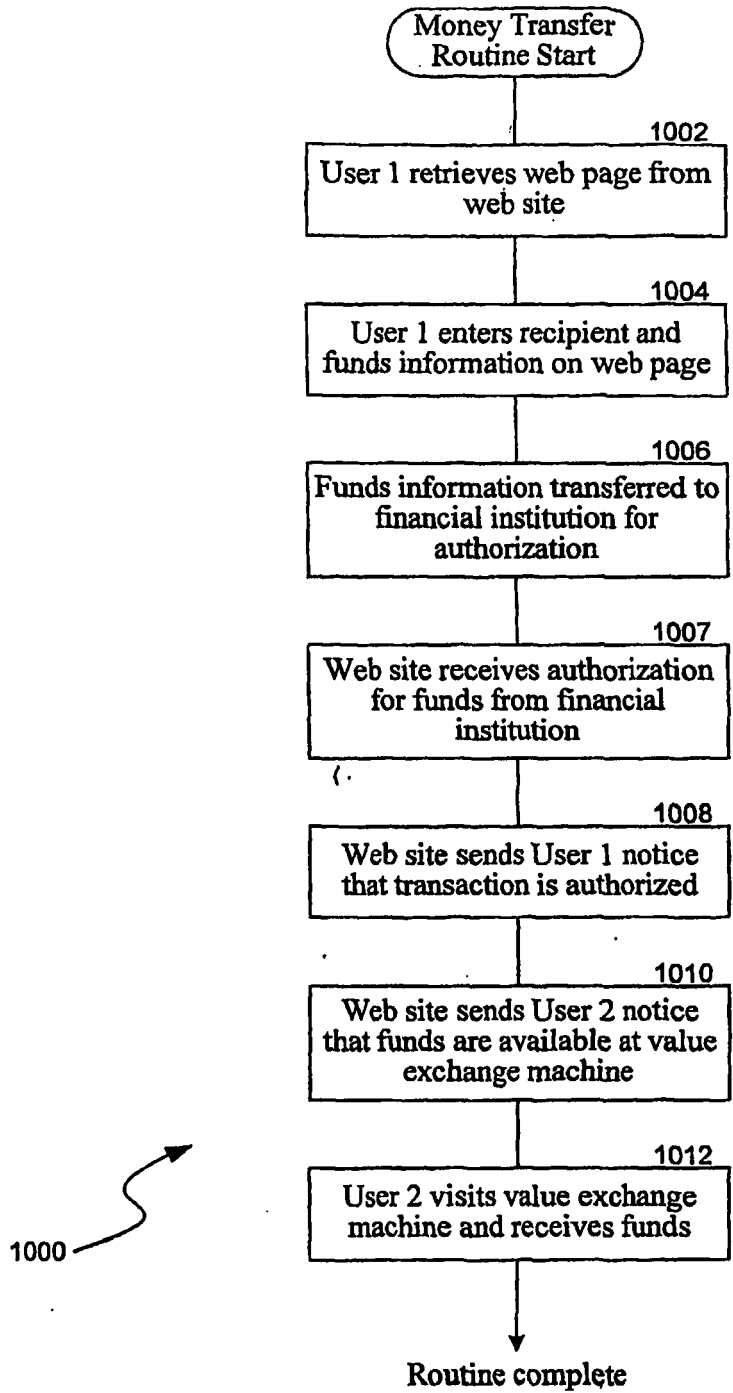 Money Transfer
Routine Start
1002
User 1 retrieves web page from
web site
1004
User 1 enters recipient and
funds information on web page
1006
Funds information transferred to
financial institution for
authorization
1007
Web site receives authorization
for funds from financial
institution
1008
Web site sends User 1 notice
that transaction is authorized
1010
Web site sends User 2 notice
that funds are available at value
exchange machine
1012
User 2 visits value exchange
machine and receives funds
1000
Routine complete